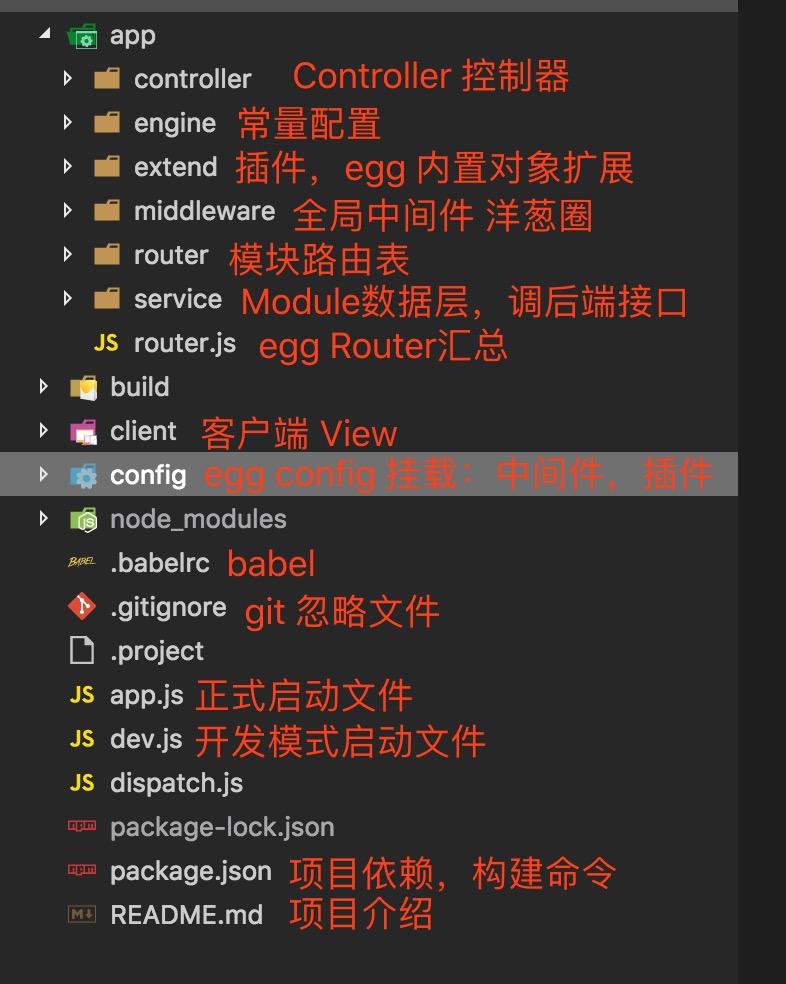 app
controller Controller 控制器
engine 常量配置
extend 插件，egg 内置对象扩展
middleware 全局中间件 洋葱圈
router 模块路由表
service Module数据层，调后端接口
JS router.js egg Router汇总
build
client 客户端 View
config egg config 挂载：中间件，插件
JS node_modules
BABEL .babelrc babel
.gitignore git 忽略文件
.project
JS app.js 正式启动文件
JS dev.js 开发模式启动文件
JS dispatch.js
npm package-lock.json
npm package.json 项目依赖，构建命令
M README.md 项目介绍